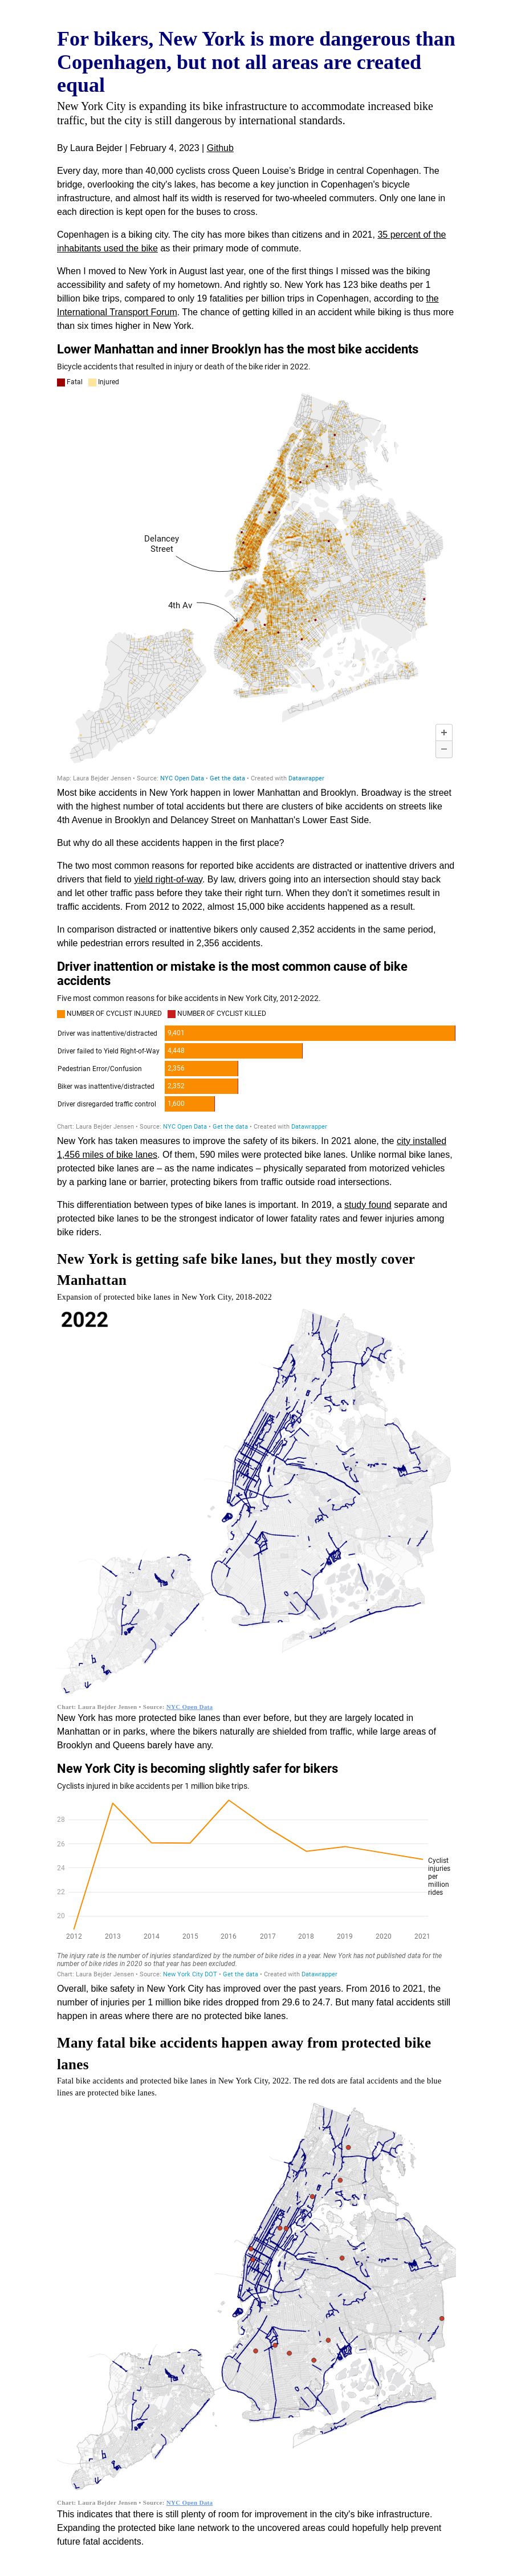 For bikers, New York is more dangerous than
Copenhagen, but not all areas are created
equal
New York City is expanding its bike infrastructure to accommodate increased bike
traffic, but the city is still dangerous by international standards.
By Laura Bejder | February 4, 2023 | Github
Every day, more than 40,000 cyclists cross Queen Louise's Bridge in central Copenhagen. The
bridge, overlooking the city's lakes, has become a key junction in Copenhagen's bicycle
infrastructure, and almost half its width is reserved for two-wheeled commuters. Only one lane in
each direction is kept open for the buses to cross.
Copenhagen is a biking city. The city has more bikes than citizens and in 2021, 35 percent of the
inhabitants used the bike as their primary mode of commute.
When I moved to New York in August last year, one of the first things I missed was the biking
accessibility and safety of my hometown. And rightly so. New York has 123 bike deaths per 1
billion bike trips, compared to only 19 fatalities per billion trips in Copenhagen, according to the
International Transport Forum. The chance of getting killed in an accident while biking is thus more
than six times higher in New York.
Lower Manhattan and inner Brooklyn has the most bike accidents
Bicycle accidents that resulted in injury or death of the bike rider in 2022.
Fatal Injured
Delancey
Street
4th Av
+
−
Map: Laura Bejder Jensen • Source: NYC Open Data • Get the data • Created with Datawrapper
Most bike accidents in New York happen in lower Manhattan and Brooklyn. Broadway is the street
with the highest number of total accidents but there are clusters of bike accidents on streets like
4th Avenue in Brooklyn and Delancey Street on Manhattan's Lower East Side.
But why do all these accidents happen in the first place?
The two most common reasons for reported bike accidents are distracted or inattentive drivers and
drivers that field to yield right-of-way. By law, drivers going into an intersection should stay back
and let other traffic pass before they take their right turn. When they don't it sometimes result in
traffic accidents. From 2012 to 2022, almost 15,000 bike accidents happened as a result.
In comparison distracted or inattentive bikers only caused 2,352 accidents in the same period,
while pedestrian errors resulted in 2,356 accidents.
Driver inattention or mistake is the most common cause of bike
accidents
Five most common reasons for bike accidents in New York City, 2012-2022.
NUMBER OF CYCLIST INJURED NUMBER OF CYCLIST KILLED
Driver was inattentive/distracted 9,401
Driver failed to Yield Right-of-Way 4,448
Pedestrian Error/Confusion 2,356
Biker was inattentive/distracted 2,352
Driver disregarded traffic control 1,600
Chart: Laura Bejder Jensen • Source: NYC Open Data • Get the data • Created with Datawrapper
New York has taken measures to improve the safety of its bikers. In 2021 alone, the city installed
1,456 miles of bike lanes. Of them, 590 miles were protected bike lanes. Unlike normal bike lanes,
protected bike lanes are – as the name indicates – physically separated from motorized vehicles
by a parking lane or barrier, protecting bikers from traffic outside road intersections.
This differentiation between types of bike lanes is important. In 2019, a study found separate and
protected bike lanes to be the strongest indicator of lower fatality rates and fewer injuries among
bike riders.
New York is getting safe bike lanes, but they mostly cover
Manhattan
Expansion of protected bike lanes in New York City, 2018-2022
2022
Chart: Laura Bejder Jensen • Source: NYC Open Data
New York has more protected bike lanes than ever before, but they are largely located in
Manhattan or in parks, where the bikers naturally are shielded from traffic, while large areas of
Brooklyn and Queens barely have any.
New York City is becoming slightly safer for bikers
Cyclists injured in bike accidents per 1 million bike trips.
28
26
24
22
20
Cyclist
injuries
per
million
rides
2012 2013 2014 2015 2016 2017 2018 2019 2020 2021
The injury rate is the number of injuries standardized by the number of bike rides in a year. New York has not published data for the
number of bike rides in 2020 so that year has been excluded.
Chart: Laura Bejder Jensen • Source: New York City DOT • Get the data • Created with Datawrapper
Overall, bike safety in New York City has improved over the past years. From 2016 to 2021, the
number of injuries per 1 million bike rides dropped from 29.6 to 24.7. But many fatal accidents still
happen in areas where there are no protected bike lanes.
Many fatal bike accidents happen away from protected bike
lanes
Fatal bike accidents and protected bike lanes in New York City, 2022. The red dots are fatal accidents and the blue
lines are protected bike lanes.
Chart: Laura Bejder Jensen • Source: NYC Open Data
This indicates that there is still plenty of room for improvement in the city's bike infrastructure.
Expanding the protected bike lane network to the uncovered areas could hopefully help prevent
future fatal accidents.